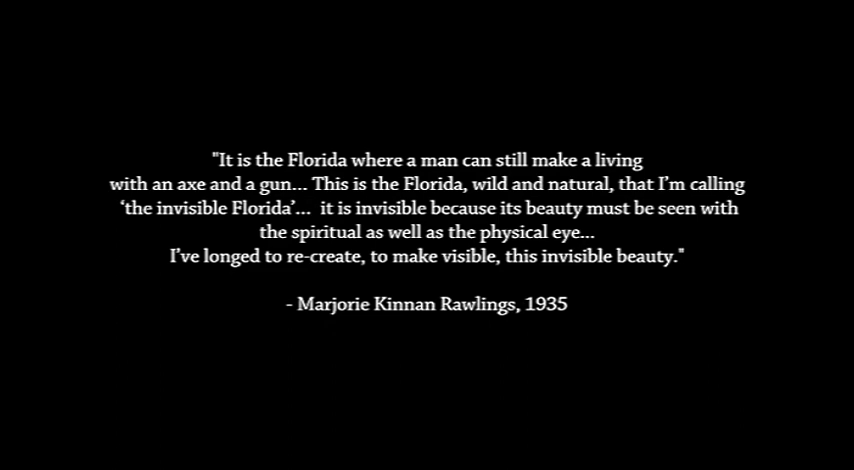 "It is the Florida where a man can still make a living
with an axe and a gun... This is the Florida, wild and natural, that I’m calling
‘the invisible Florida’...  it is invisible because its beauty must be seen with
the spiritual as well as the physical eye...
I’ve longed to re-create, to make visible, this invisible beauty."
- Marjorie Kinnan Rawlings, 1935